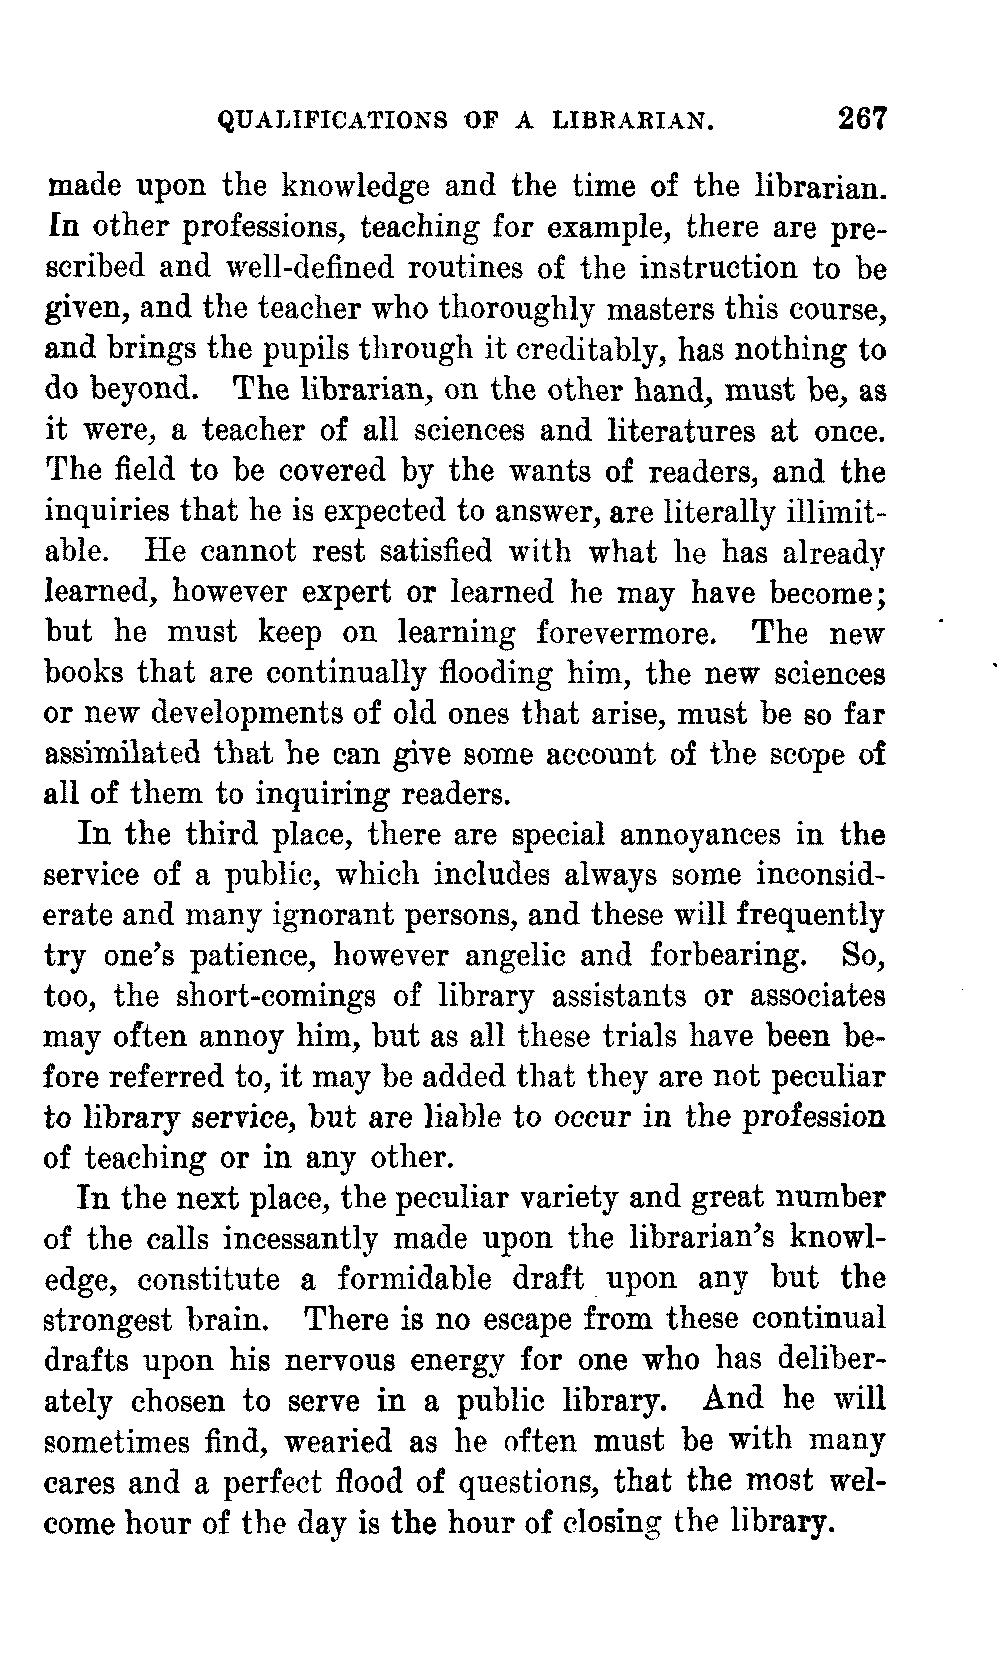 QUALIFICATIONS OF A LIBRARIAN. 267
made upon the knowledge and the time of the librarian.
In other professions, teaching for example, there are pre-
scribed and well-defined routines of the instruction to be
given, and the teacher who thoroughly masters this course,
and brings the pupils through it creditably, has nothing to
do beyond. The librarian, on the other hand, must be, as
it were, a teacher of all sciences and literatures at once.
The field to be covered by the wants of readers, and the
inquiries that he is expected to answer, are literally illimit-
able. He cannot rest satisfied with what he has already
learned, however expert or learned he may have become;
but he must keep on learning forevermore. The new
books that are continually flooding him, the new sciences
or new developments of old ones that arise, must be so far
assimilated that he can give some account of the scope of
all of them to inquiring readers.
In the third place, there are special annoyances in the
service of a public, which includes always some inconsid-
erate and many ignorant persons, and these will frequently
try one's patience, however angelic and forbearing. So,
too, the short-comings of library assistants or associates
may often annoy him, but as all these trials have been be-
fore referred to, it may be added that they are not peculiar
to library service, but are liable to occur in the profession
of teaching or in any other.
In the next place, the peculiar variety and great number
of the calls incessantly made upon the librarian's knowl-
edge, constitute a formidable draft upon any but the
strongest brain. There is no escape from these continual
drafts upon his nervous energy for one who has deliber-
ately chosen to serve in a public library. And he will
sometimes find, wearied as he often must be with many
cares and a perfect flood of questions, that the most wel-
come hour of the day is the hour of closing the library.